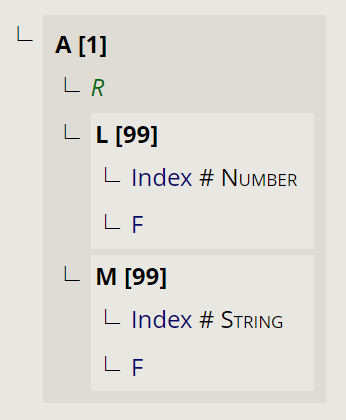 A [1]
R
L [99]
Index # NUMBER
F
M [99]
Index # STRING
F